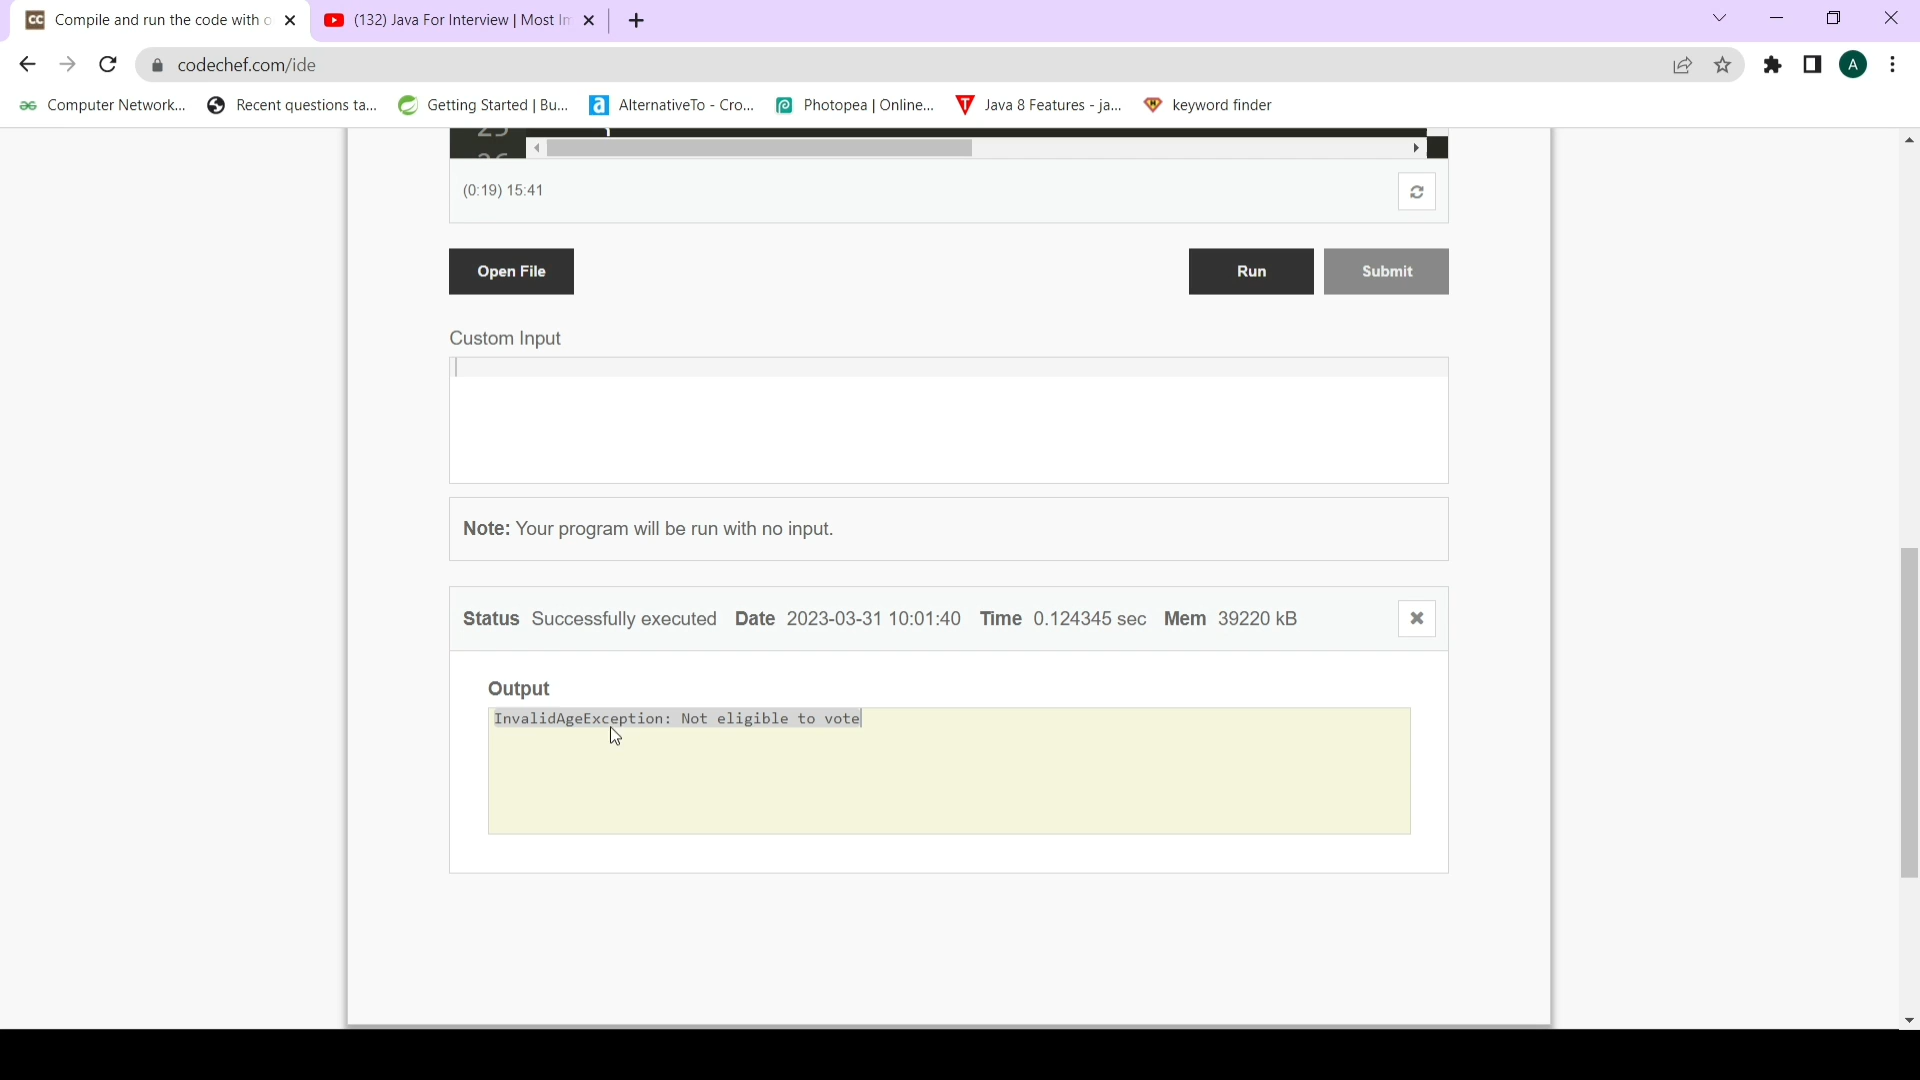 Compile and run the code with o
(132) Java For Interview | Most Im
codechef.com/ide
A
Computer Network...
Recent questions ta...
Getting Started | Bu...
AlternativeTo - Cro...
Photopea | Online...
Java 8 Features - ja...
keyword finder
(0:19) 15:41
Open File
Run
Submit
Custom Input
Note: Your program will be run with no input.
Status Successfully executed Date 2023-03-31 10:01:40 Time 0.124345 sec Mem 39220 kB
Output
InvalidAgeException: Not eligible to vote